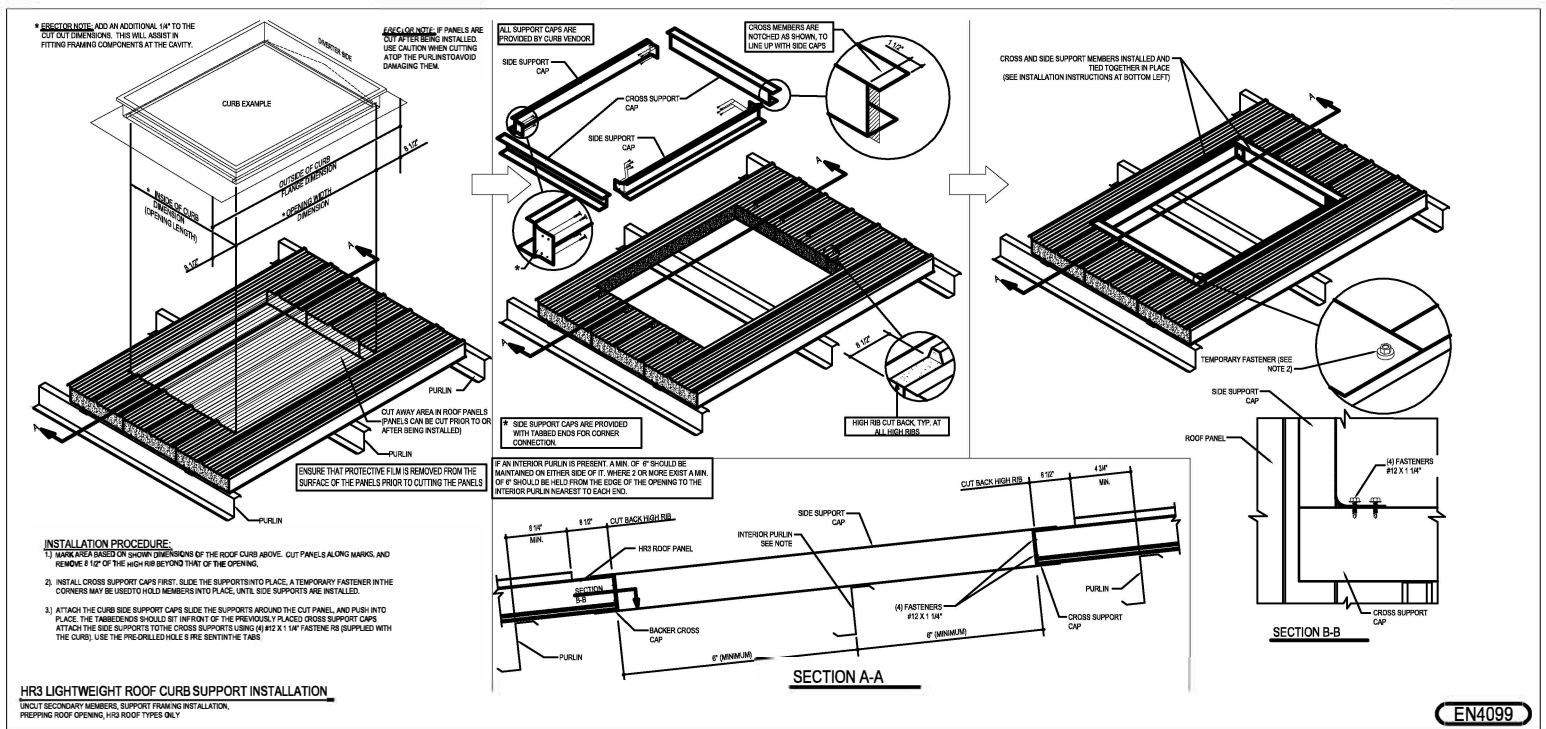 * ERECTOR NOTE: ADD AN ADDITIONAL 1/4" TO THE
CUT OUT DIMENSIONS. THIS WILL ASSIST IN
FITTING FRAMING COMPONENTS AT THE CAVITY.
ERECTOR NOTE: IF PANELS ARE
CUT AFTER BEING INSTALLED.
USE CAUTION WHEN CUTTING
ATOP THE PURLINSTOAVOID
DAMAGING THEM.
DIVERTER SIDE
CURB EXAMPLE
8 1/2"
OUTSIDE OF CURB
FLANGE DIMENSION
* OPENING WIDTH
DIMENSION
* INSIDE OF CURB
DIMENSION
(OPENING LENGTH)
8 1/2"
A
A
PURLIN
CUT AWAY AREA IN ROOF PANELS
(PANELS CAN BE CUT PRIOR TO OR
AFTER BEING INSTALLED)
PURLIN
ENSURE THAT PROTECTIVE FILM IS REMOVED FROM THE
SURFACE OF THE PANELS PRIOR TO CUTTING THE PANELS
PURLIN
INSTALLATION PROCEDURE:
1.) MARK AREA BASED ON SHOWN DIMENSIONS OF THE ROOF CURB ABOVE. CUT PANELS ALONG MARKS, AND
REMOVE 8 1/2" OF THE HIGH RIB BEYOND THAT OF THE OPENING.
2). INSTALL CROSS SUPPORT CAPS FIRST. SLIDE THE SUPPORTS INTO PLACE, A TEMPORARY FASTENER IN THE
CORNERS MAY BE USEDTO HOLD MEMBERS INTO PLACE, UNTIL SIDE SUPPORTS ARE INSTALLED.
3.) ATTACH THE CURB SIDE SUPPORT CAPS SLIDE THE SUPPORTS AROUND THE CUT PANEL, AND PUSH INTO
PLACE. THE TABBEDENDS SHOULD SIT INFRONT OF THE PREVIOUSLY PLACED CROSS SUPPORT CAPS
ATTACH THE SIDE SUPPORTS TOTHE CROSS SUPPORTS USING (4) #12 X 1 1/4" FASTENE RS (SUPPLIED WITH
THE CURB). USE THE PRE-DRILLED HOLE S PRE SENTINTHE TABS
HR3 LIGHTWEIGHT ROOF CURB SUPPORT INSTALLATION
UNCUT SECONDARY MEMBERS, SUPPORT FRAMING INSTALLATION,
PREPPING ROOF OPENING, HR3 ROOF TYPES ONLY
ALL SUPPORT CAPS ARE
PROVIDED BY CURB VENDOR
SIDE SUPPORT
CAP
CROSS MEMBERS ARE
NOTCHED AS SHOWN, TO
LINE UP WITH SIDE CAPS
1 1/2"
CROSS SUPPORT
CAP
SIDE SUPPORT
CAP
A
*
A
8 1/2"
HIGH RIB CUT BACK, TYP. AT
ALL HIGH RIBS
* SIDE SUPPORT CAPS ARE PROVIDED
WITH TABBED ENDS FOR CORNER
CONNECTION.
CROSS AND SIDE SUPPORT MEMBERS INSTALLED AND
TIED TOGETHER IN PLACE
(SEE INSTALLATION INSTRUCTIONS AT BOTTOM LEFT)
A
A
TEMPORARY FASTENER (SEE
NOTE 2)
IF AN INTERIOR PURLIN IS PRESENT. A MIN. OF 6" SHOULD BE
MAINTAINED ON EITHER SIDE OF IT. WHERE 2 OR MORE EXIST A MIN.
OF 6" SHOULD BE HELD FROM THE EDGE OF THE OPENING TO THE
INTERIOR PURLIN NEAREST TO EACH END.
6 1/4"
MIN.
8 1/2"
CUT BACK HIGH RIB
HR3 ROOF PANEL
SECTION
B-B
BACKER CROSS
CAP
PURLIN
6" (MINIMUM)
SIDE SUPPORT
CAP
INTERIOR PURLIN
SEE NOTE
CUT BACK HIGH RIB
8 1/2"
4 3/4"
MIN.
PURLIN
(4) FASTENERS
#12 X 1 1/4"
CROSS SUPPORT
CAP
6" (MINIMUM)
SECTION A-A
SIDE SUPPORT
CAP
ROOF PANEL
(4) FASTENERS
#12 X 1 1/4"
CROSS SUPPORT
CAP
SECTION B-B
EN4099